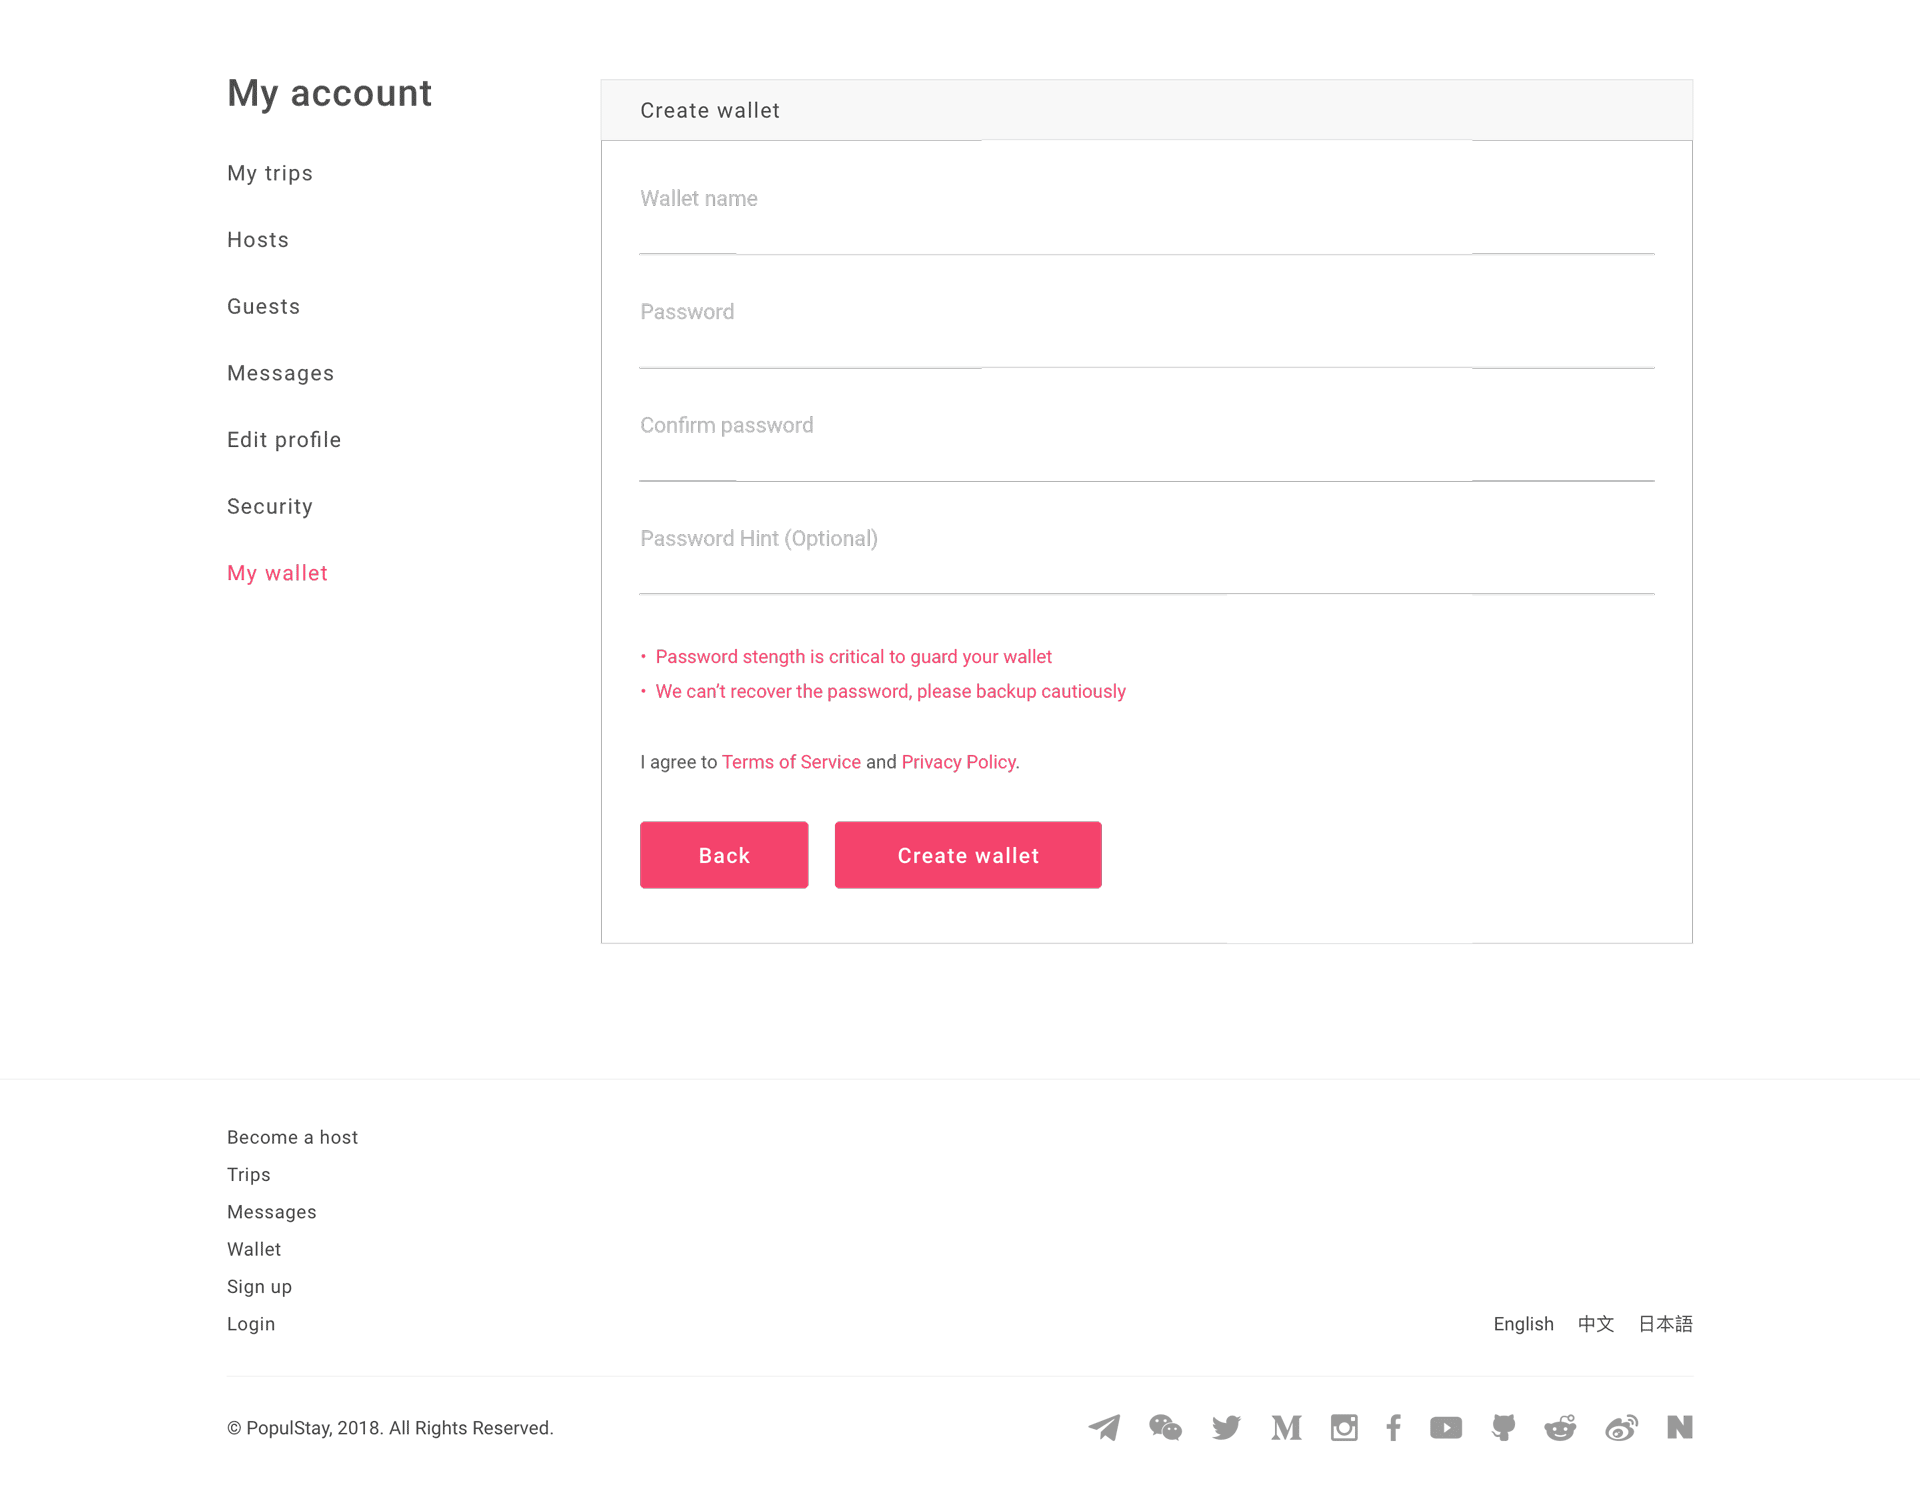 My account
My trips
Hosts
Guests
Messages
Edit profile
Security
My wallet
Create wallet
Wallet name
Password
Confirm password
Password Hint (Optional)
• Password stength is critical to guard your wallet
• We can’t recover the password, please backup cautiously
I agree to Terms of Service and Privacy Policy.
Back
Create wallet
Become a host
Trips
Messages
Wallet
Sign up
Login
English 中文 日本語
© PopulStay, 2018. All Rights Reserved.